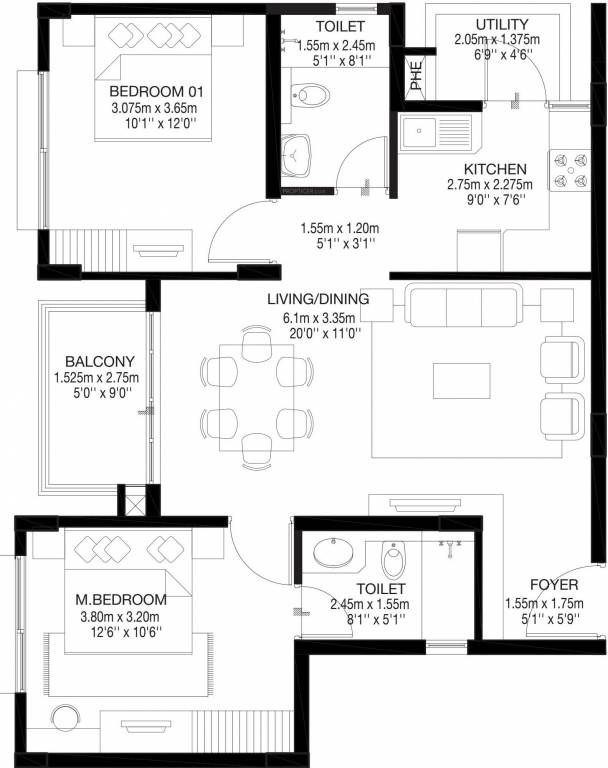 TOILET
1.55m x 2.45m
5'1'' x 8'1''
UTILITY
2.05m x 1.375m
6'9'' x 4'6''
PHE
BEDROOM 01
3.075m x 3.65m
10'1'' x 12'0''
KITCHEN
2.75m x 2.275m
9'0'' x 7'6''
PROPTIGER.com
1.55m x 1.20m
5'1'' x 3'1''
LIVING/DINING
6.1m x 3.35m
20'0'' x 11'0''
BALCONY
1.525m x 2.75m
5'0'' x 9'0''
M.BEDROOM
3.80m x 3.20m
12'6'' x 10'6''
TOILET
2.45m x 1.55m
8'1'' x 5'1''
FOYER
1.55m x 1.75m
5'1'' x 5'9''